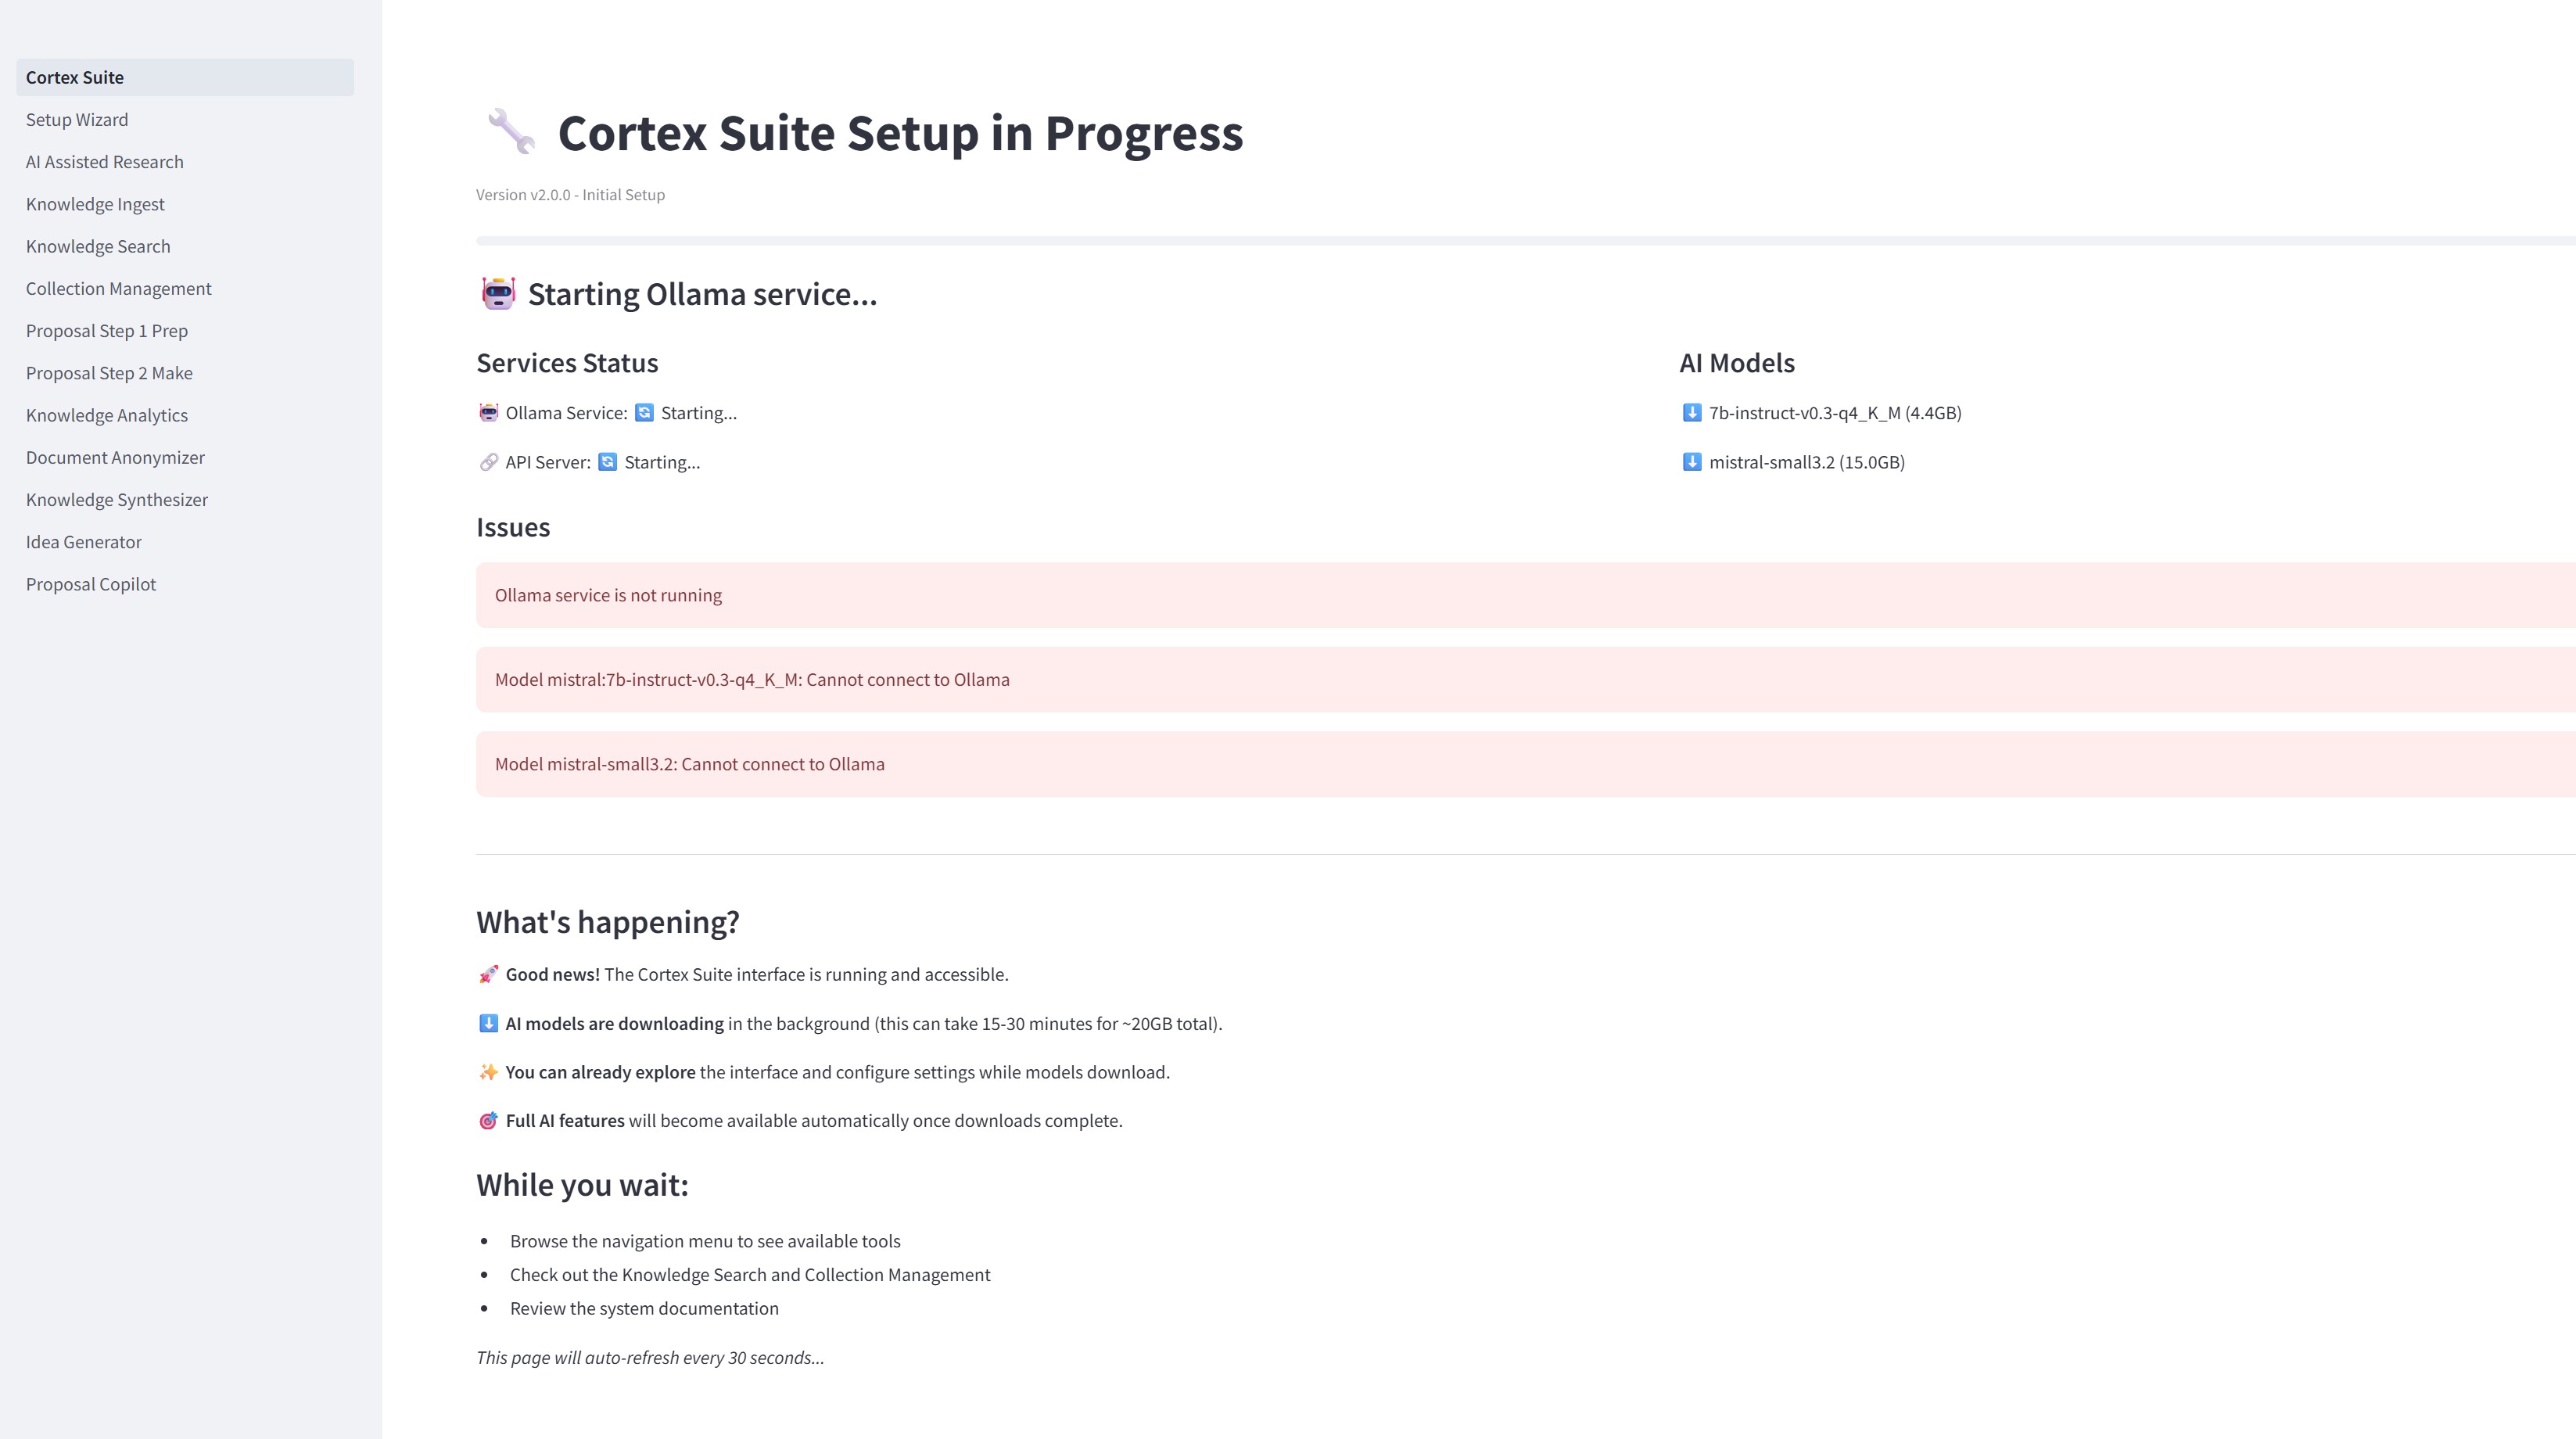 Cortex Suite
Setup Wizard
AI Assisted Research
Knowledge Ingest
Knowledge Search
Collection Management
Proposal Step 1 Prep
Proposal Step 2 Make
Knowledge Analytics
Document Anonymizer
Knowledge Synthesizer
Idea Generator
Proposal Copilot
Cortex Suite Setup in Progress
Version v2.0.0 - Initial Setup
Starting Ollama service...
Services Status
Ollama Service: 🔄 Starting...
API Server: 🔄 Starting...
AI Models
7b-instruct-v0.3-q4_K_M (4.4GB)
mistral-small3.2 (15.0GB)
Issues
Ollama service is not running
Model mistral:7b-instruct-v0.3-q4_K_M: Cannot connect to Ollama
Model mistral-small3.2: Cannot connect to Ollama
What's happening?
Good news! The Cortex Suite interface is running and accessible.
AI models are downloading in the background (this can take 15-30 minutes for ~20GB total).
You can already explore the interface and configure settings while models download.
Full AI features will become available automatically once downloads complete.
While you wait:
• Browse the navigation menu to see available tools
• Check out the Knowledge Search and Collection Management
• Review the system documentation
This page will auto-refresh every 30 seconds...